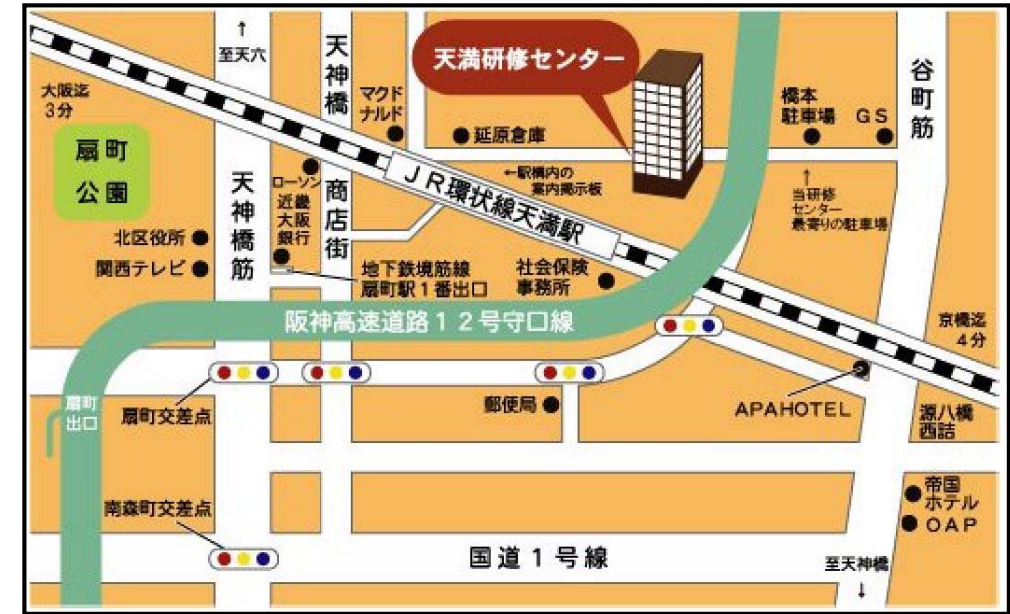 ↑
至天六
天神橋
商店街
天満研修センター
谷町筋
大阪迄
3分
マクド
ナルド
橋本
駐車場
GS
扇町
公園
延原倉庫
←駅構内の
案内掲示板
JR環状線天満駅
↑
当研修
センター
最寄りの駐車場
天神橋筋
ローソン
近畿
大阪
銀行
北区役所
関西テレビ
地下鉄境筋線
扇町駅1番出口
社会保険
事務所
阪神高速道路12号守口線
京橋迄
4分
扇町
出口
扇町交差点
郵便局
APAHOTEL
源八橋
西詰
南森町交差点
帝国
ホテル
OAP
国道1号線
至天神橋
↓